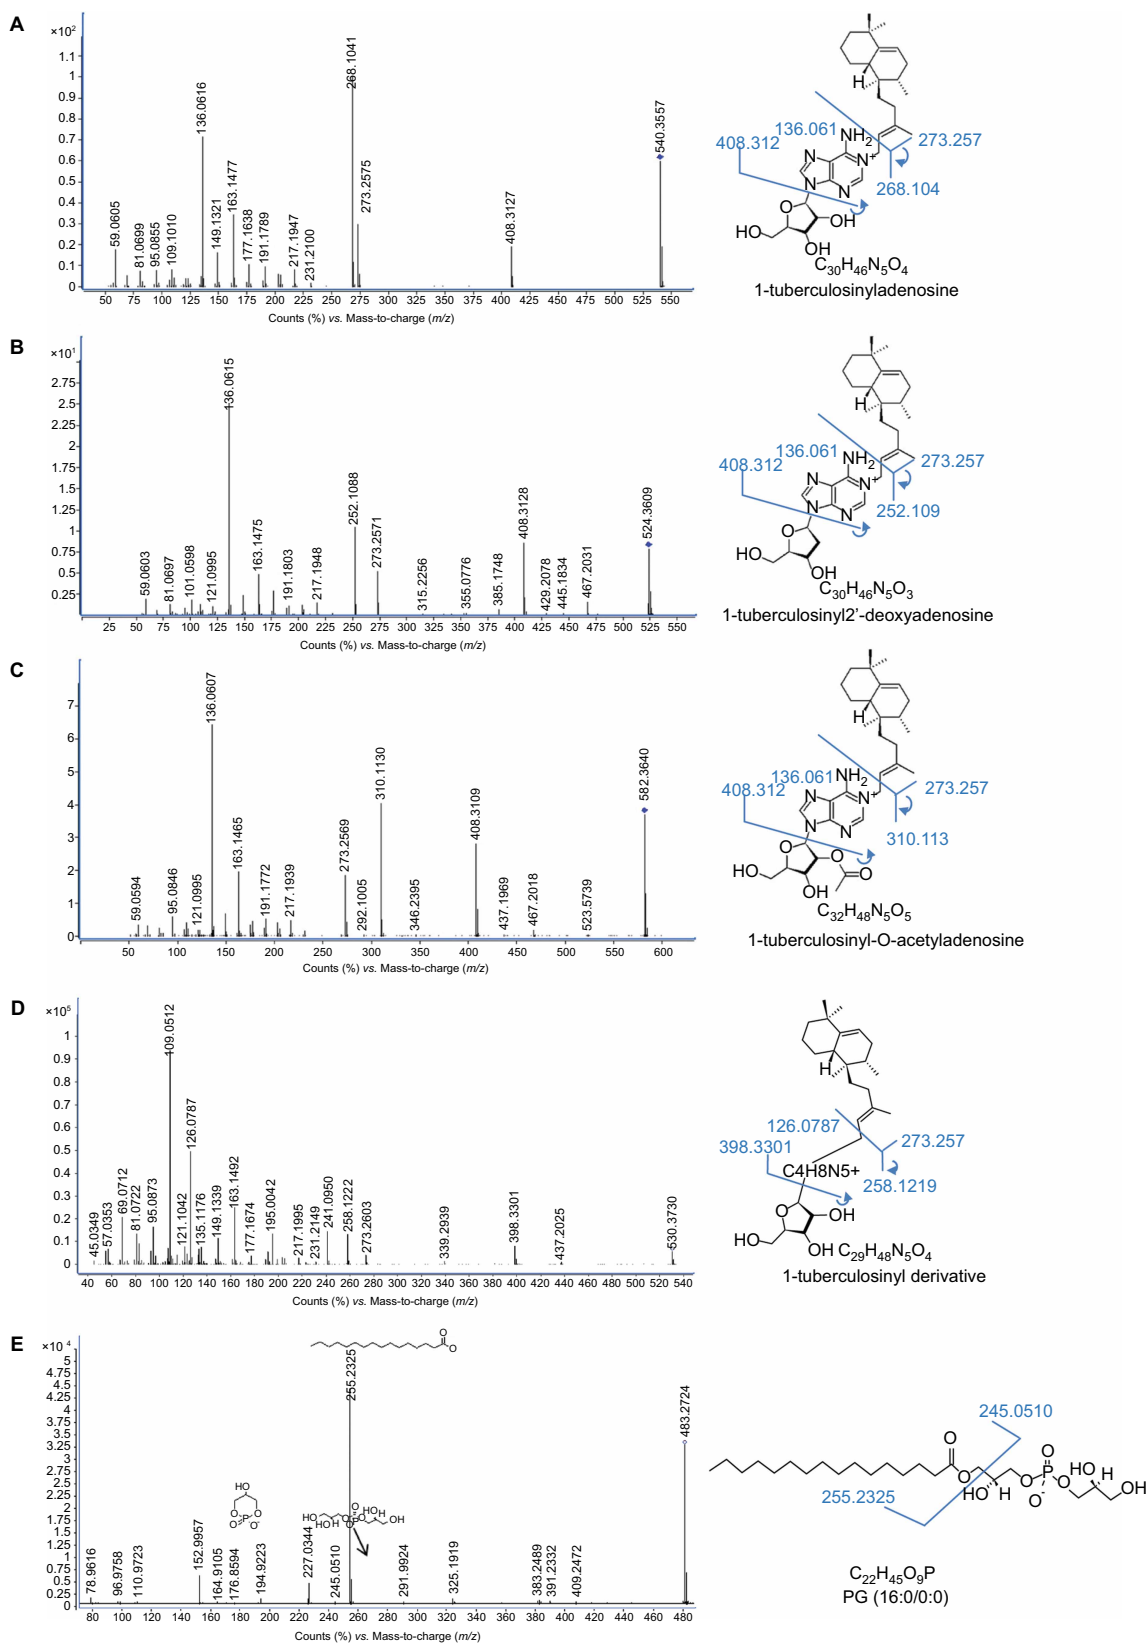 A
×10²
1.1
1
0.9
0.8
0.7
0.6
0.5
0.4
0.3
0.2
0.1
0
59.0605
81.0699
95.0855
109.1010
136.0616
149.1321
163.1477
177.1638
191.1789
217.1947
231.2100
268.1041
273.2575
408.3127
540.3557
50 75 100 125 150 175 200 225 250 275 300 325 350 375 400 425 450 475 500 525 550
Counts (%) vs. Mass-to-charge (m/z)
H
408.312
136.061
NH2
273.257
N
N+
N
N
268.104
O
OH
HO
OH
C30H46N5O4
1-tuberculosinyladenosine
B
×10¹
2.75
2.5
2.25
2
1.75
1.5
1.25
1
0.75
0.5
0.25
59.0603
81.0697
101.0598
121.0995
136.0615
163.1475
191.1803
217.1948
252.1088
273.2571
315.2256
355.0776
385.1748
408.3128
429.2078
445.1834
467.2031
524.3609
25 50 75 100 125 150 175 200 225 250 275 300 325 350 375 400 425 450 475 500 525 550
Counts (%) vs. Mass-to-charge (m/z)
H
408.312
136.061
NH2
273.257
N
N+
N
N
252.109
O
HO
OH
C30H46N5O3
1-tuberculosinyl2'-deoxyadenosine
C
7
6
5
4
3
2
1
0
59.0594
95.0846
121.0995
136.0607
163.1465
191.1772
217.1939
273.2569
292.1005
310.1130
346.2395
408.3109
437.1969
467.2018
523.5739
582.3640
50 100 150 200 250 300 350 400 450 500 550 600
Counts (%) vs. Mass-to-charge (m/z)
H
408.312
136.061
NH2
273.257
N
N+
N
N
310.113
O
O
O
HO
OH
C32H48N5O5
1-tuberculosinyl-O-acetyladenosine
D
×10⁵
1
0.9
0.8
0.7
0.6
0.5
0.4
0.3
0.2
0.1
0
45.0349
57.0353
69.0712
81.0722
95.0873
109.0512
121.1042
126.0787
135.1176
149.1339
163.1492
177.1674
195.0042
217.1995
231.2149
241.0950
258.1222
273.2603
339.2939
398.3301
437.2025
530.3730
40 60 80 100 120 140 160 180 200 220 240 260 280 300 320 340 360 380 400 420 440 460 480 500 520 540
Counts (%) vs. Mass-to-charge (m/z)
H
126.0787
398.3301
273.257
C4H8N5+
258.1219
O
OH
HO
OH
C29H48N5O4
1-tuberculosinyl derivative
E
×10 ⁴
5
4.75
4.5
4.25
4
3.75
3.5
3.25
3
2.75
2.5
2.25
2
1.75
1.5
1.25
1
0.75
0.5
0.25
0
78.9616
96.9758
110.9723
152.9957
164.9105
176.8594
194.9223
227.0344
245.0510
255.2325
291.9924
325.1919
383.2489
391.2332
409.2472
483.2724
80 100 120 140 160 180 200 220 240 260 280 300 320 340 360 380 400 420 440 460 480
Counts (%) vs. Mass-to-charge (m/z)
245.0510
255.2325
O
O
HO
H
O
P
O
O-
O
HO
H
OH
C22H45O9P
PG (16:0/0:0)